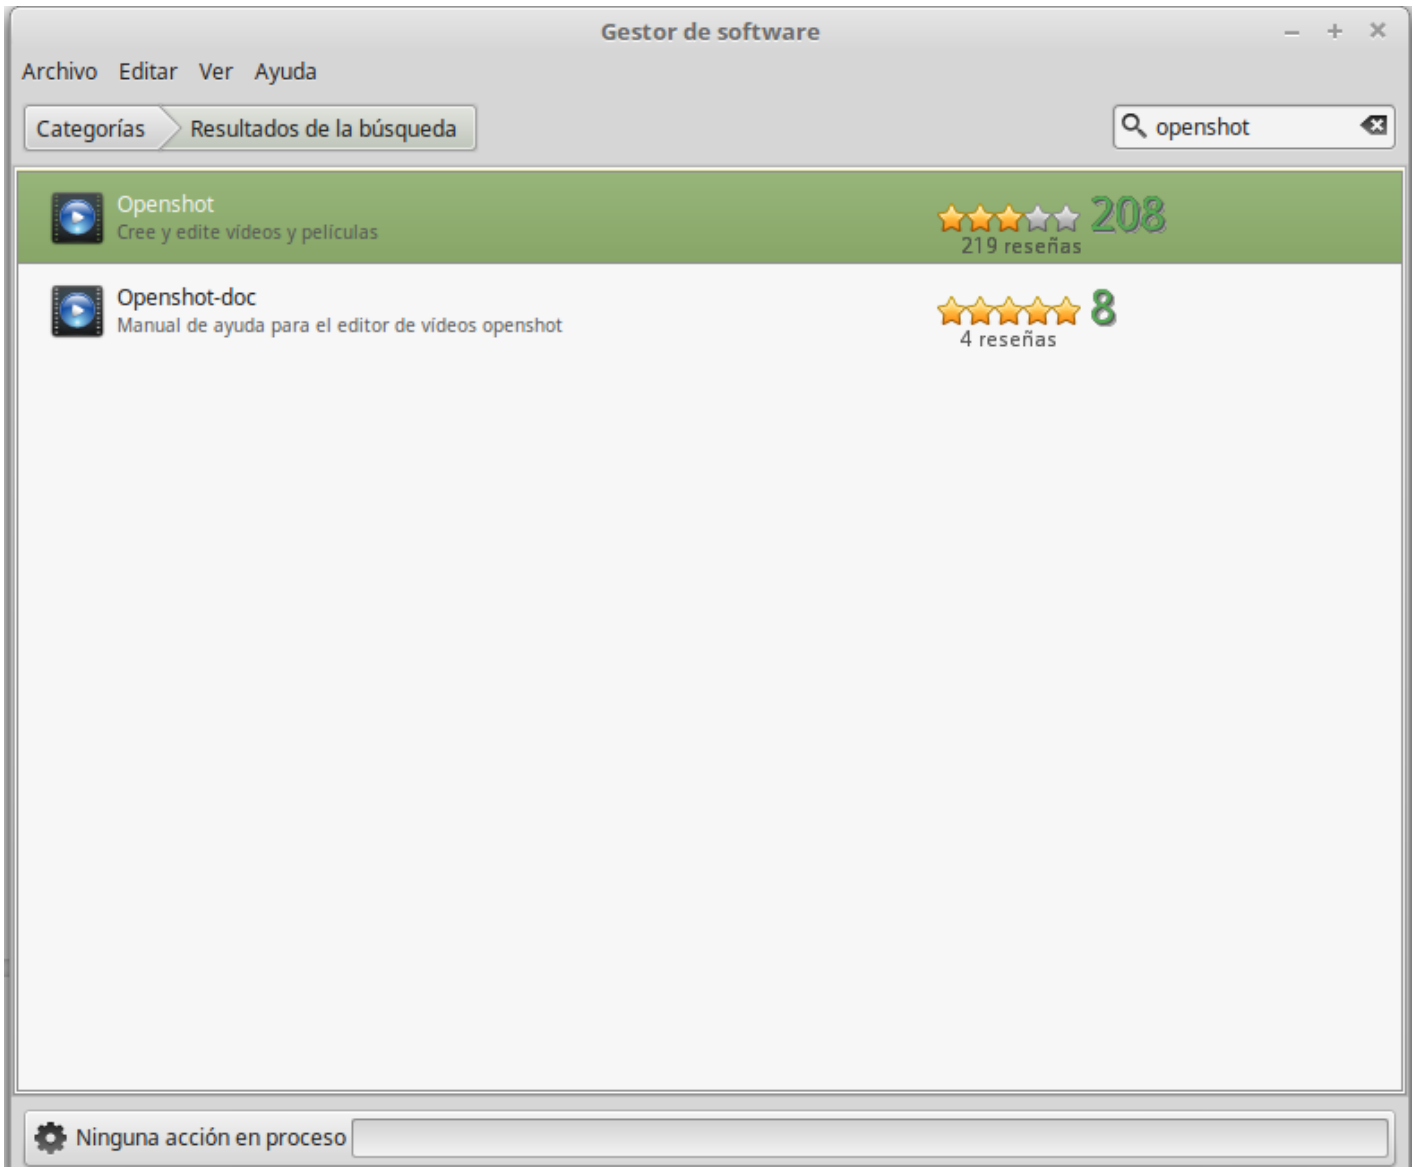 Gestor de software
Archivo Editar Ver Ayuda
Categorías Resultados de la búsqueda openshot
Openshot 208
Cree y edite vídeos y películas 219 reseñas
Openshot-doc 8
Manual de ayuda para el editor de vídeos openshot 4 reseñas
Ninguna acción en proceso